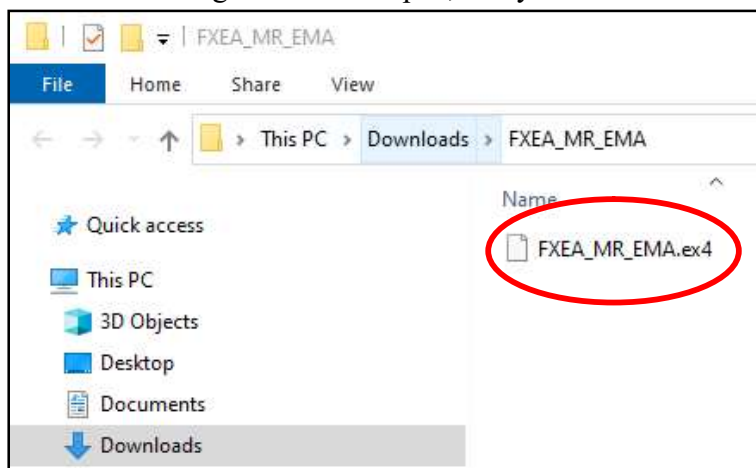 FXEA_MR_EMA
File Home Share View
This PC > Downloads > FXEA_MR_EMA
Name
Quick access
FXEA_MR_EMA.ex4
This PC
3D Objects
Desktop
Documents
Downloads